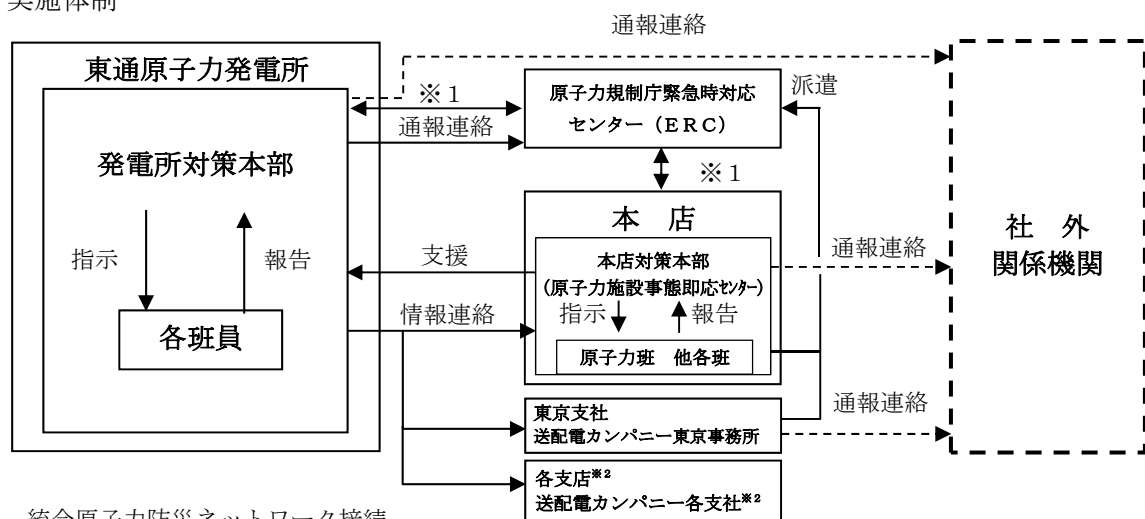 実施体制
通報連絡
東通原子力発電所
発電所対策本部
指示
報告
各班員
※１
通報連絡
原子力規制庁緊急時対応
センター（ＥＲＣ）
派遣
※１
本　店
支援
本店対策本部
(原子力施設事態即応ｾﾝﾀｰ)
指示
報告
原子力班　他各班
通報連絡
情報連絡
東京支社
送配電カンパニー東京事務所
通報連絡
各支店※2
送配電カンパニー各支社※2
社　外
関係機関
統合原子力防災ネットワーク接続